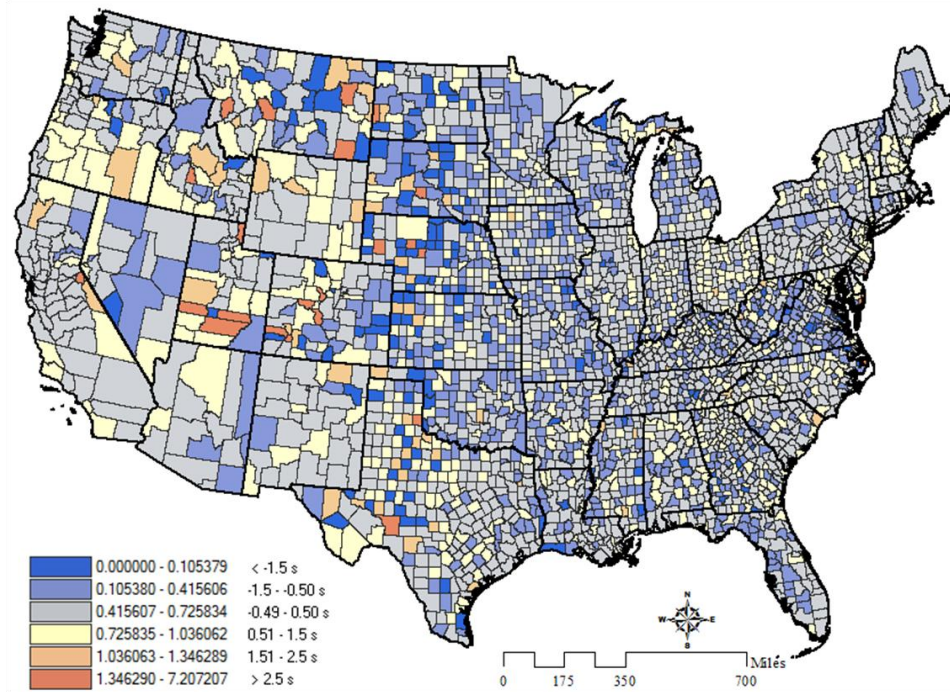 0.000000 - 0.105379 < -1.5 s
0.105380 - 0.415606 -1.5 - -0.50 s
0.415607 - 0.725834 -0.49 - 0.50 s
0.725835 - 1.036062 0.51 - 1.5 s
1.036063 - 1.346289 1.51 - 2.5 s
1.346290 - 7.207207 > 2.5 s
N
W E
S
Miles
0 175 350 700